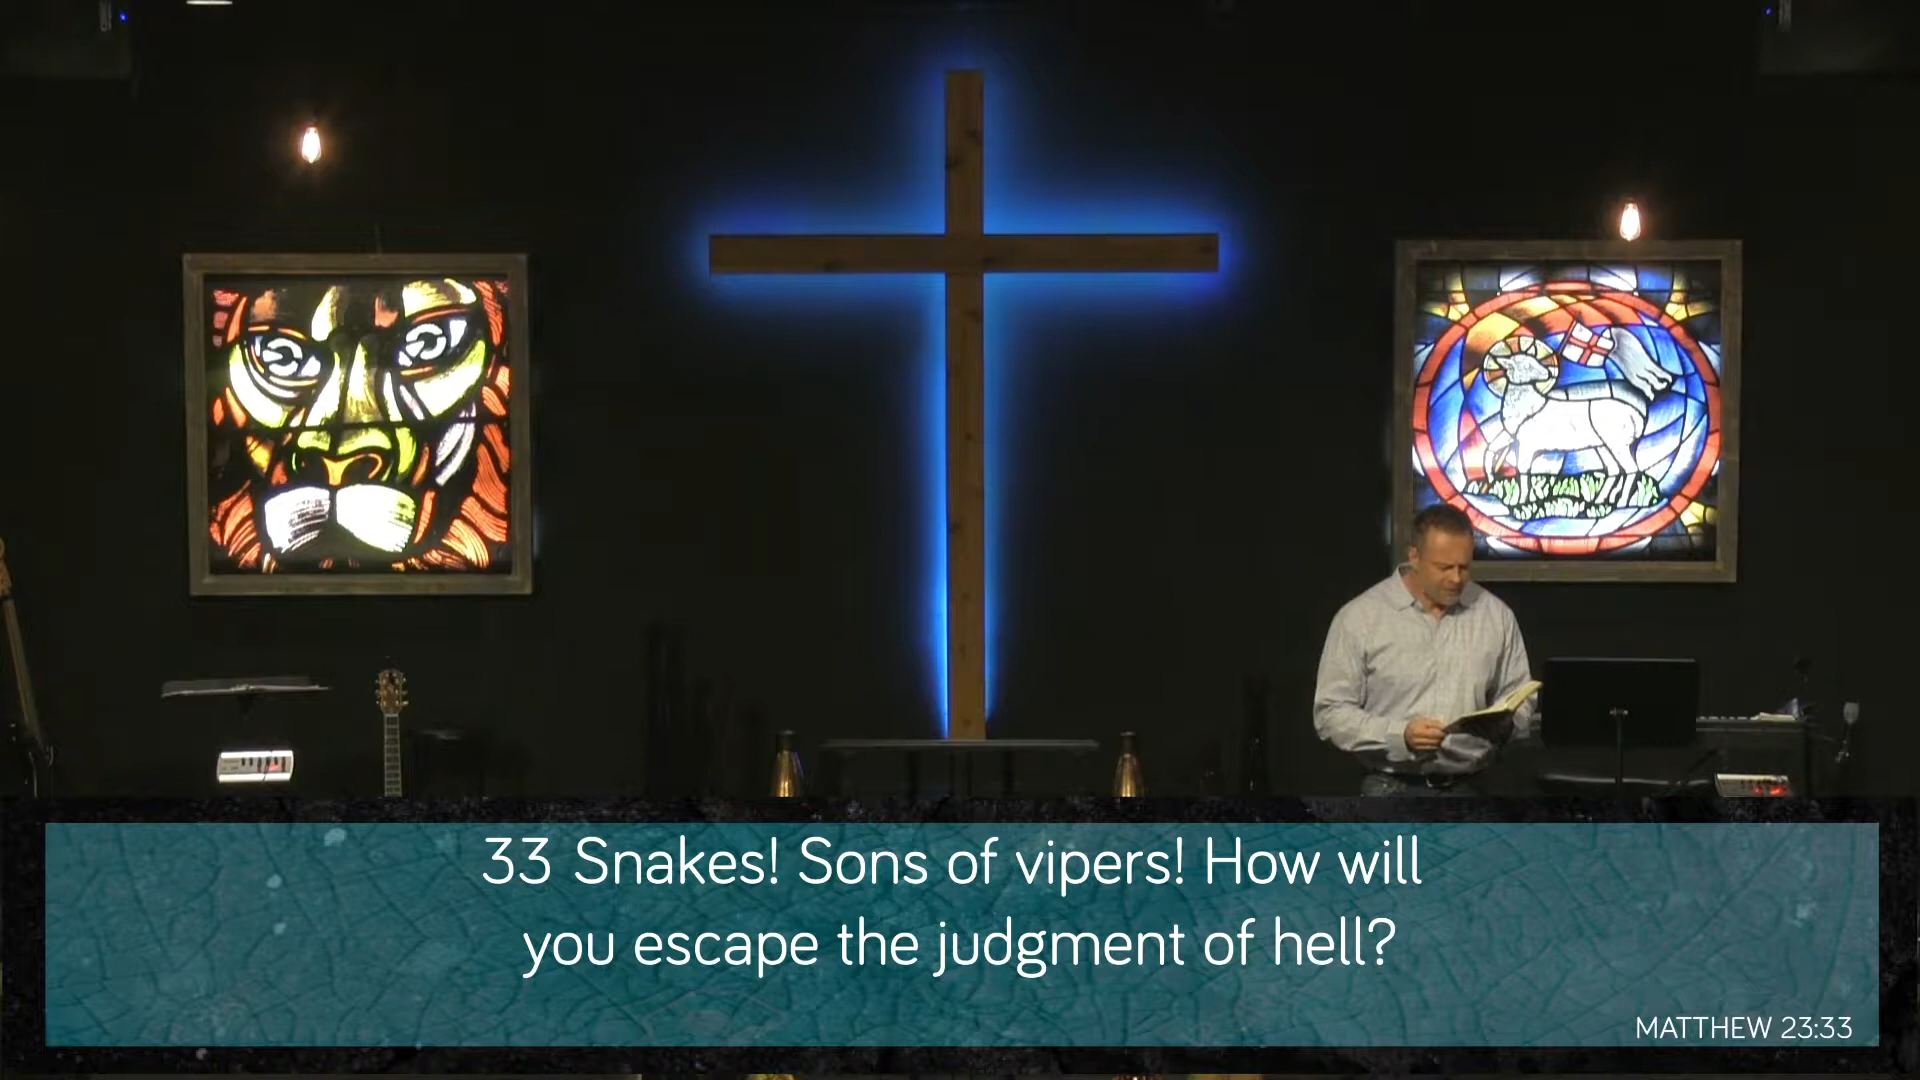 33 Snakes! Sons of vipers! How will
you escape the judgment of hell?
MATTHEW 23:33